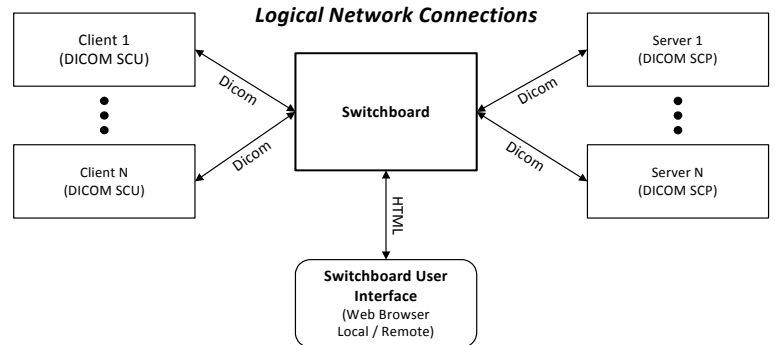 Logical Network Connections
Client 1
(DICOM SCU)
Dicom
Client N
(DICOM SCU)
Dicom
Switchboard
Server 1
(DICOM SCP)
Dicom
Server N
(DICOM SCP)
Dicom
HTML
Switchboard User
Interface
(Web Browser
Local / Remote)